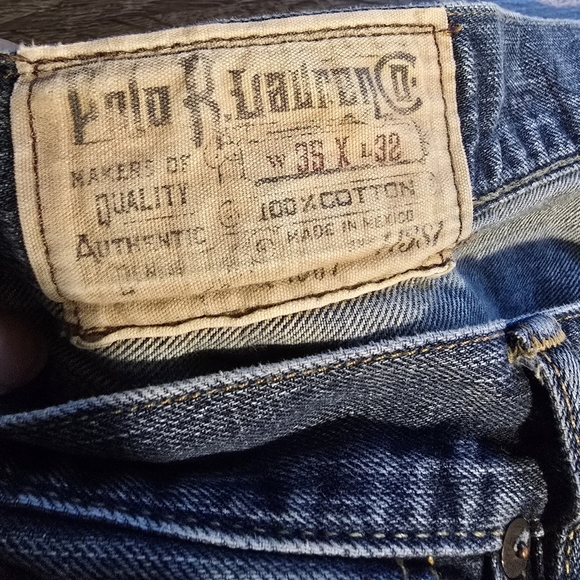 Polo R. Lauren Co.
MAKERS OF
QUALITY
AUTHENTIC
W 36 X L 32
100% COTTON
MADE IN MEXICO